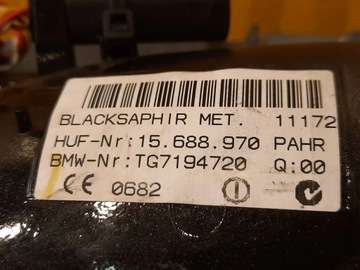 BLACKSAPHIR MET. 11172
HUF-Nr:15.688.970 PAHR
BMW-Nr:TG7194720 Q:00
CE 0682